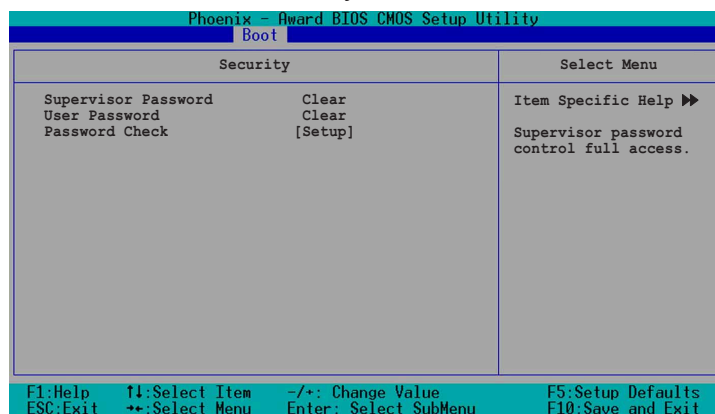 Phoenix - Award BIOS CMOS Setup Utility
Boot
Security
Select Menu
Supervisor Password Clear
User Password Clear
Password Check [Setup]
Item Specific Help ▶▶
Supervisor password
control full access.
F1:Help ↑↓:Select Item -/+: Change Value F5:Setup Defaults
ESC:Exit →←:Select Menu Enter: Select SubMenu F10:Save and Exit